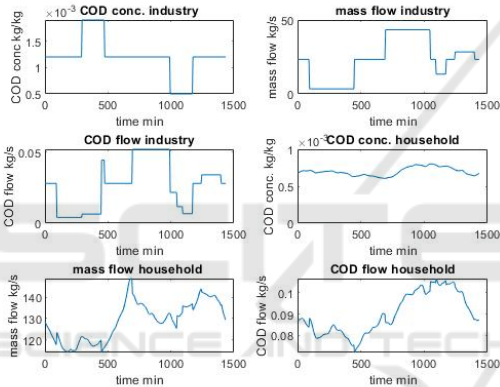 COD conc. industry
×10^-3
COD conc. kg/kg
1.5
1
0.5
0 500 1000 1500
time min
mass flow industry
mass flow kg/s
50
0
0 500 1000 1500
time min
COD flow industry
COD flow kg/s
0.05
0
0 500 1000 1500
time min
COD conc. household
COD conc. kg/kg
1
0.5
0
0 500 1000 1500
time min
mass flow household
mass flow kg/s
140
120
0 500 1000 1500
time min
COD flow household
COD flow kg/s
0.1
0.09
0.08
0 500 1000 1500
time min
SCIENCE AND TECH